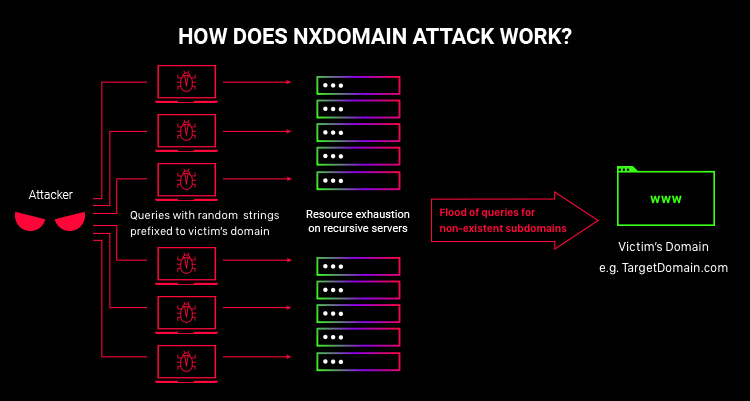 HOW DOES NXDOMAIN ATTACK WORK?
Attacker
Queries with random strings
prefixed to victim's domain
Resource exhaustion
on recursive servers
Flood of queries for
non-existent subdomains
www
Victim's Domain
e.g. TargetDomain.com